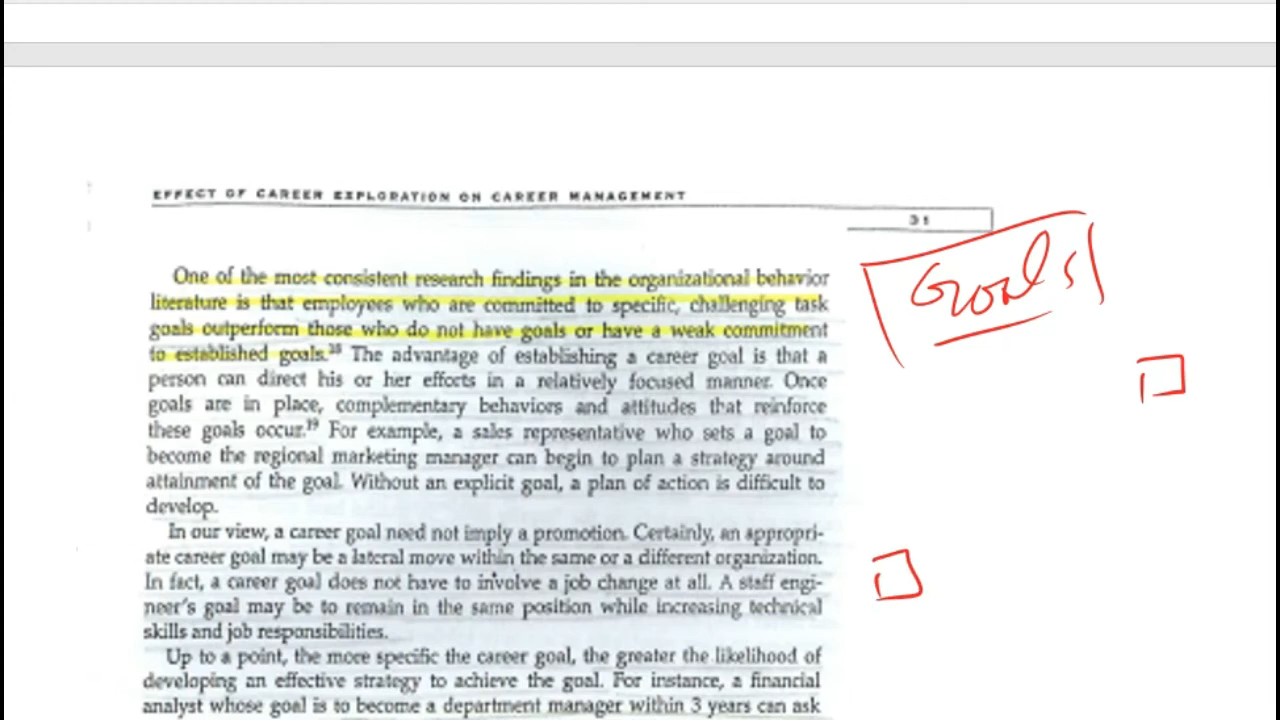 EFFECT OF CAREER EXPLORATION ON CAREER MANAGEMENT
31
Goals
One of the most consistent research findings in the organizational behavior
literature is that employees who are committed to specific, challenging task
goals outperform those who do not have goals or have a weak commitment
to established goals.18 The advantage of establishing a career goal is that a
person can direct his or her efforts in a relatively focused manner. Once
goals are in place, complementary behaviors and attitudes that reinforce
these goals occur.19 For example, a sales representative who sets a goal to
become the regional marketing manager can begin to plan a strategy around
attainment of the goal. Without an explicit goal, a plan of action is difficult to
develop.
In our view, a career goal need not imply a promotion. Certainly, an appropri-
ate career goal may be a lateral move within the same or a different organization.
In fact, a career goal does not have to involve a job change at all. A staff engi-
neer's goal may be to remain in the same position while increasing technical
skills and job responsibilities.
Up to a point, the more specific the career goal, the greater the likelihood of
developing an effective strategy to achieve the goal. For instance, a financial
analyst whose goal is to become a department manager within 3 years can ask